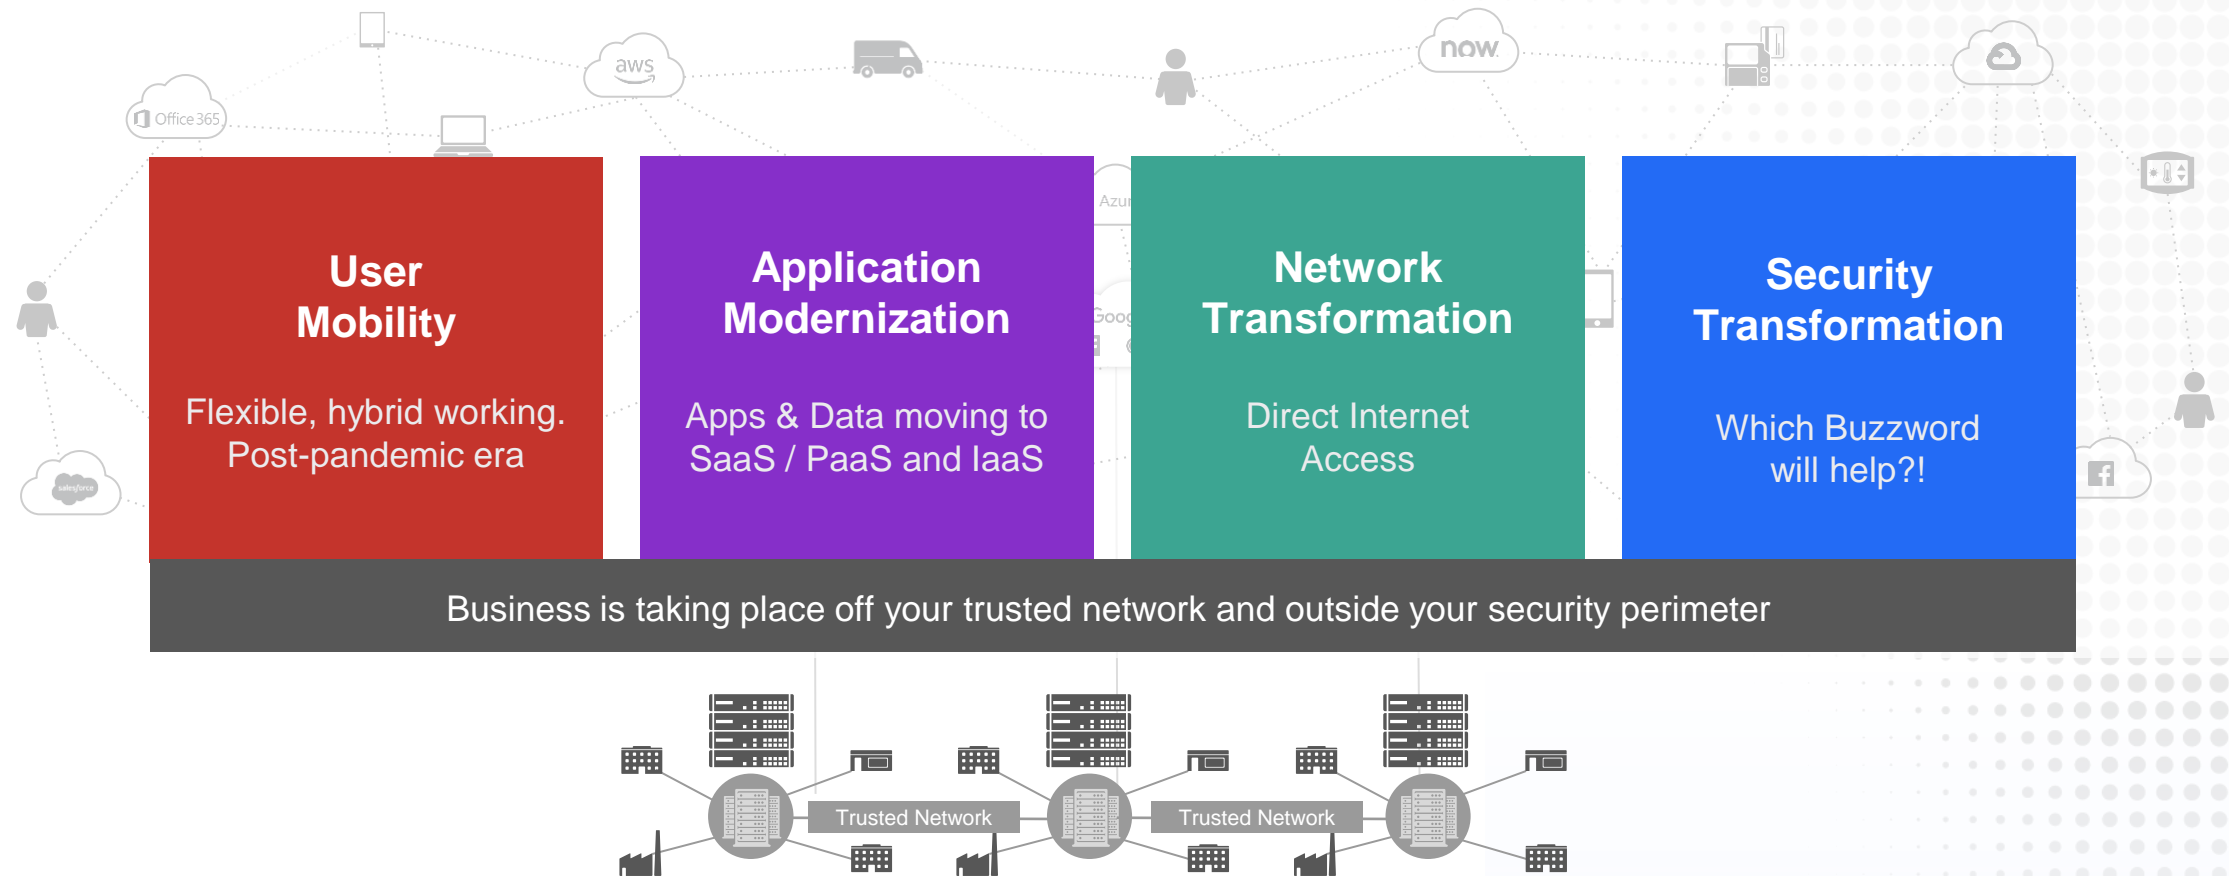 aws
now
Office 365
User
Mobility
Flexible, hybrid working.
Post-pandemic era
Application
Modernization
Apps & Data moving to
SaaS / PaaS and IaaS
Network
Transformation
Direct Internet
Access
Security
Transformation
Which Buzzword
will help?!
salesforce
Business is taking place off your trusted network and outside your security perimeter
Trusted Network
Trusted Network